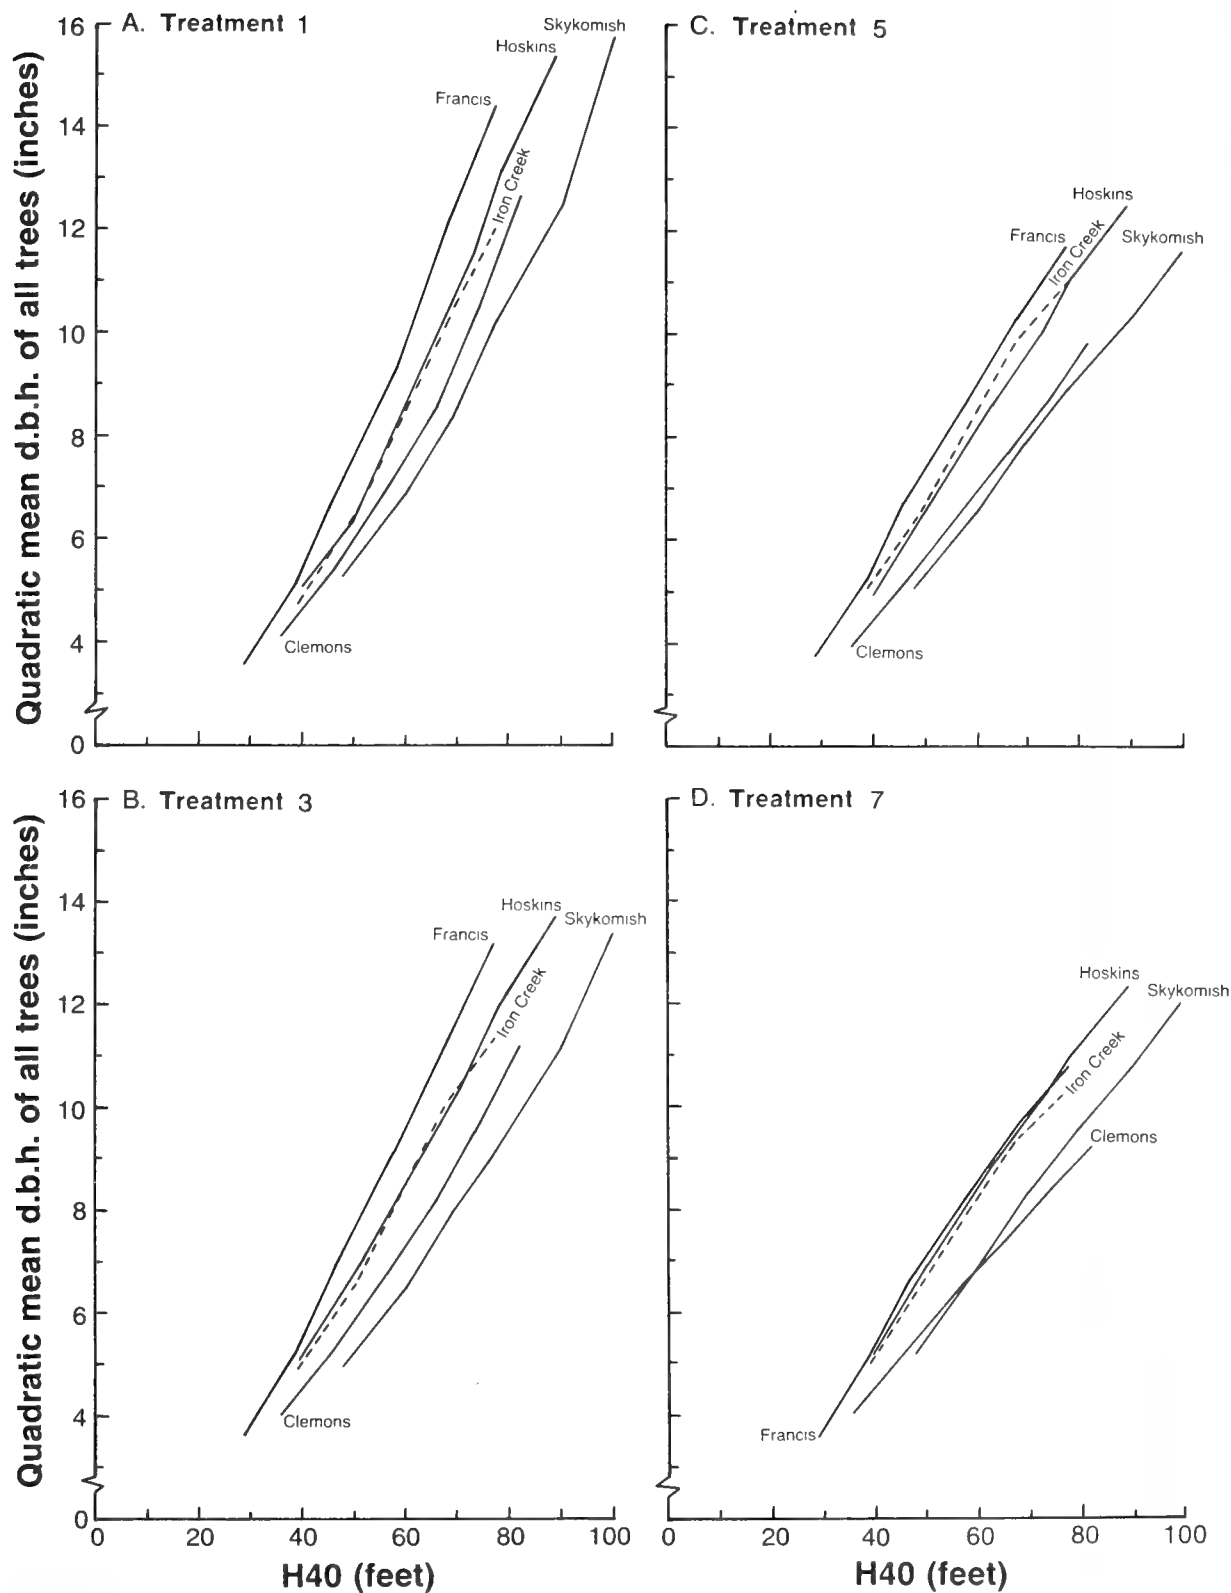 A. Treatment 1
Quadratic mean d.b.h. of all trees (inches)
16
14
12
10
8
6
4
0
Skykomish
Hoskins
Francis
Iron Creek
Clemons
C. Treatment 5
Hoskins
Francis
Iron Creek
Skykomish
Clemons
B. Treatment 3
Quadratic mean d.b.h. of all trees (inches)
16
14
12
10
8
6
4
0
Hoskins
Skykomish
Francis
Iron Creek
Clemons
0 20 40 60 80 100
H40 (feet)
D. Treatment 7
Hoskins
Skykomish
Iron Creek
Clemons
Francis
0 20 40 60 80 100
H40 (feet)